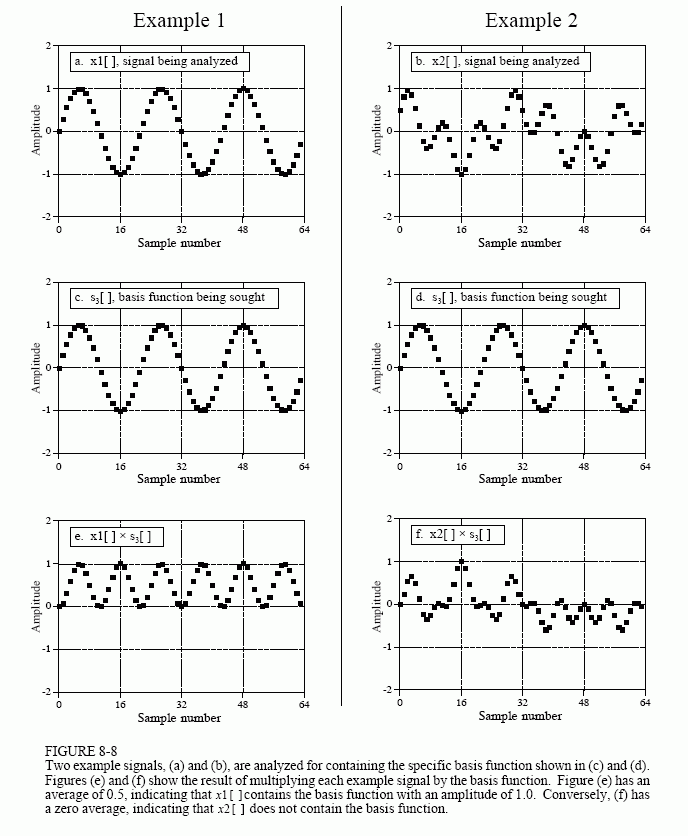 Example 1
2
1
0
-1
-2
Amplitude
a. x1[ ], signal being analyzed
0 16 32 48 64
Sample number
2
1
0
-1
-2
Amplitude
c. s3[ ], basis function being sought
0 16 32 48 64
Sample number
2
1
0
-1
-2
Amplitude
e. x1[ ] × s3[ ]
0 16 32 48 64
Sample number
Example 2
2
1
0
-1
-2
Amplitude
b. x2[ ], signal being analyzed
0 16 32 48 64
Sample number
2
1
0
-1
-2
Amplitude
d. s3[ ], basis function being sought
0 16 32 48 64
Sample number
2
1
0
-1
-2
Amplitude
f. x2[ ] × s3[ ]
0 16 32 48 64
Sample number
FIGURE 8-8
Two example signals, (a) and (b), are analyzed for containing the specific basis function shown in (c) and (d).
Figures (e) and (f) show the result of multiplying each example signal by the basis function. Figure (e) has an
average of 0.5, indicating that x1[ ] contains the basis function with an amplitude of 1.0. Conversely, (f) has
a zero average, indicating that x2[ ] does not contain the basis function.